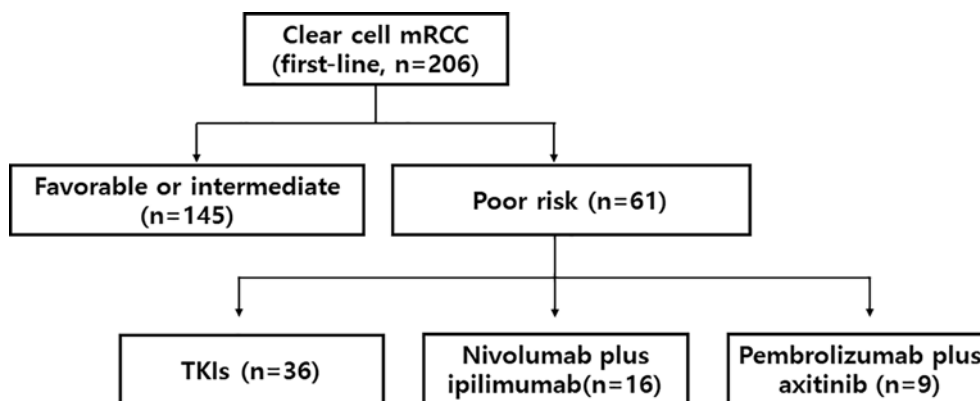 Clear cell mRCC
(first-line, n=206)
Favorable or intermediate
(n=145)
Poor risk (n=61)
TKIs (n=36)
Nivolumab plus
ipilimumab(n=16)
Pembrolizumab plus
axitinib (n=9)